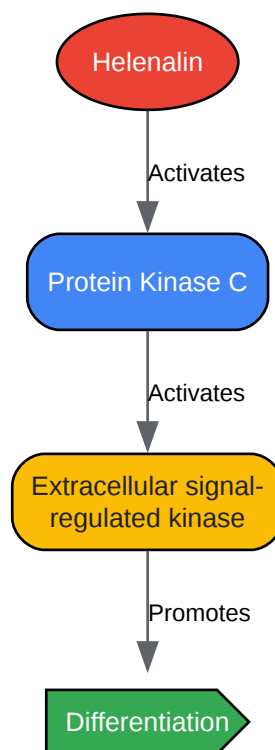 Helenalin
Activates
Protein Kinase C
Activates
Extracellular signal-
regulated kinase
Promotes
Differentiation